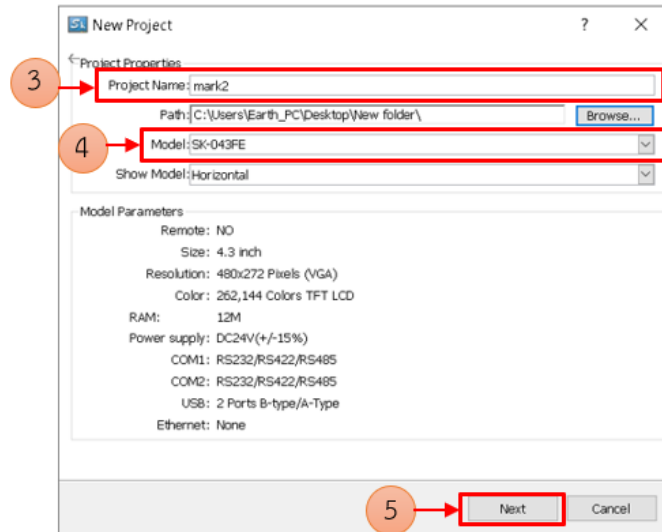 New Project
Project Properties
3
Project Name: mark2
Path: C:\Users\Earth_PC\Desktop\New folder\ Browse...
4
Model: SK-043FE
Show Model: Horizontal
Model Parameters
Remote: NO
Size: 4.3 inch
Resolution: 480x272 Pixels (VGA)
Color: 262,144 Colors TFT LCD
RAM: 12M
Power supply: DC24V(+/-15%)
COM1: RS232/RS422/RS485
COM2: RS232/RS422/RS485
USB: 2 Ports B-type/A-Type
Ethernet: None
5
Next Cancel